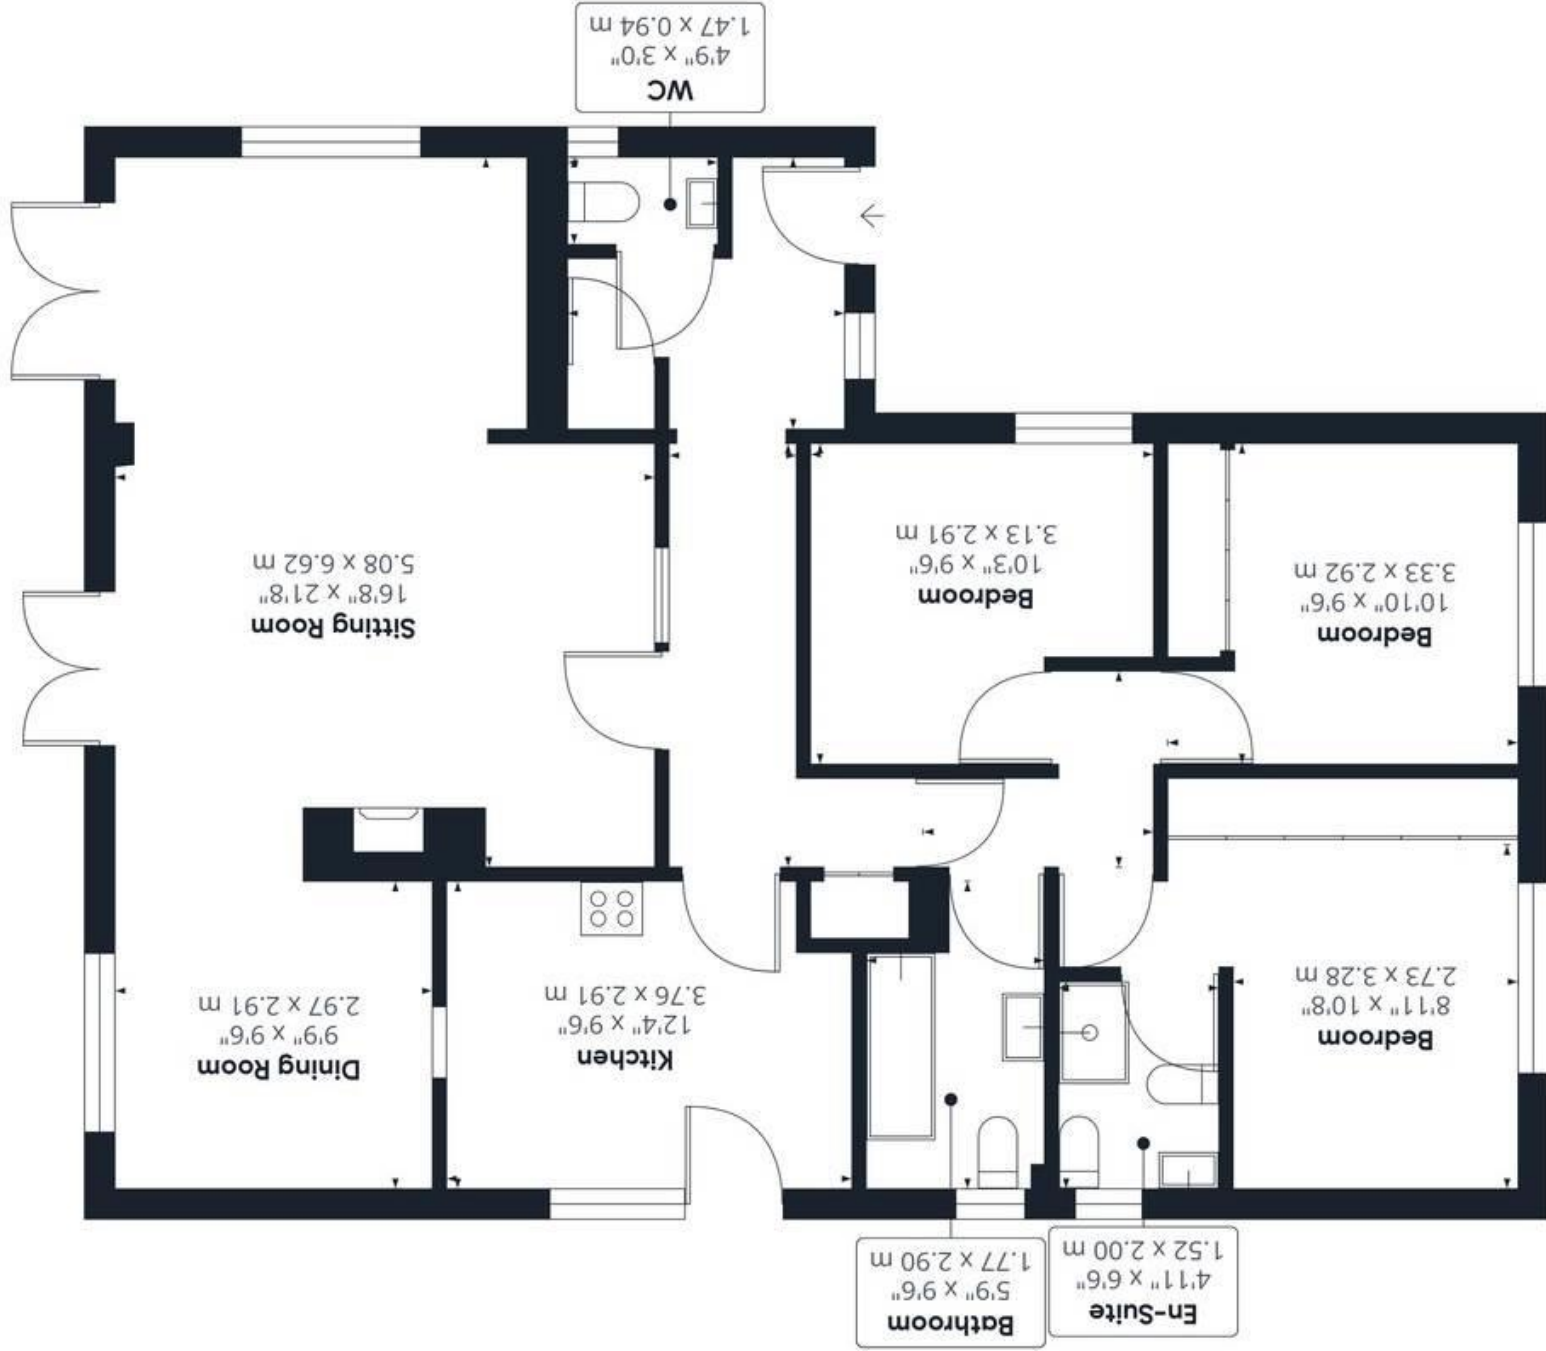 En-Suite
4'11" x 6'6"
1.52 x 2.00 m
Bathroom
5'9" x 9'6"
1.77 x 2.90 m
Bedroom
8'11" x 10'8"
2.73 x 3.28 m
Kitchen
12'4" x 9'6"
3.76 x 2.91 m
Dining Room
9'9" x 9'6"
2.97 x 2.91 m
Bedroom
10'10" x 9'6"
3.33 x 2.92 m
Bedroom
10'3" x 9'6"
3.13 x 2.91 m
Sitting Room
16'8" x 21'8"
5.08 x 6.62 m
WC
4'9" x 3'0"
1.47 x 0.94 m